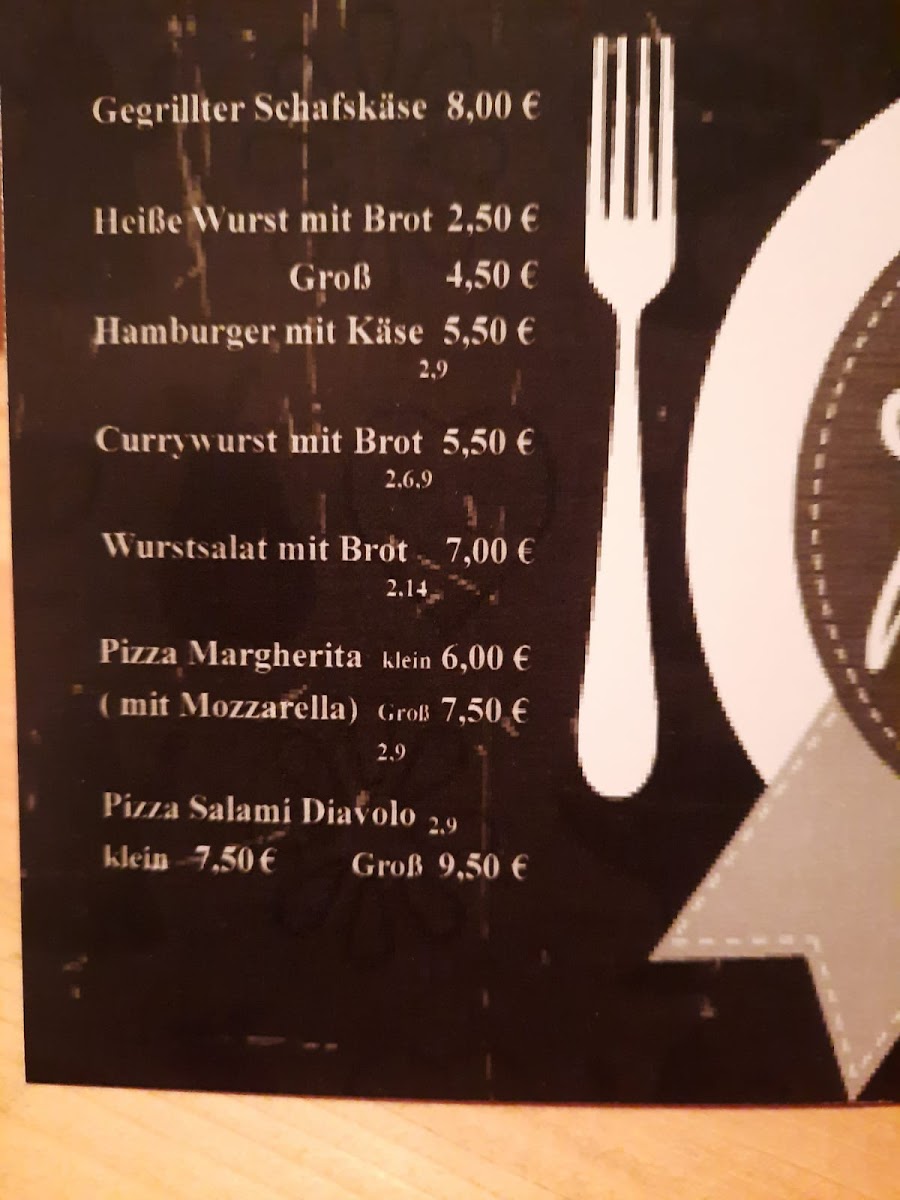 Gegrillter Schafskäse 8,00 €
Heiße Wurst mit Brot 2,50 €
Groß 4,50 €
Hamburger mit Käse 5,50 €
2,9
Currywurst mit Brot 5,50 €
2,6,9
Wurstsalat mit Brot 7,00 €
2,14
Pizza Margherita klein 6,00 €
( mit Mozzarella) Groß 7,50 €
2,9
Pizza Salami Diavolo 2,9
klein 7,50 € Groß 9,50 €